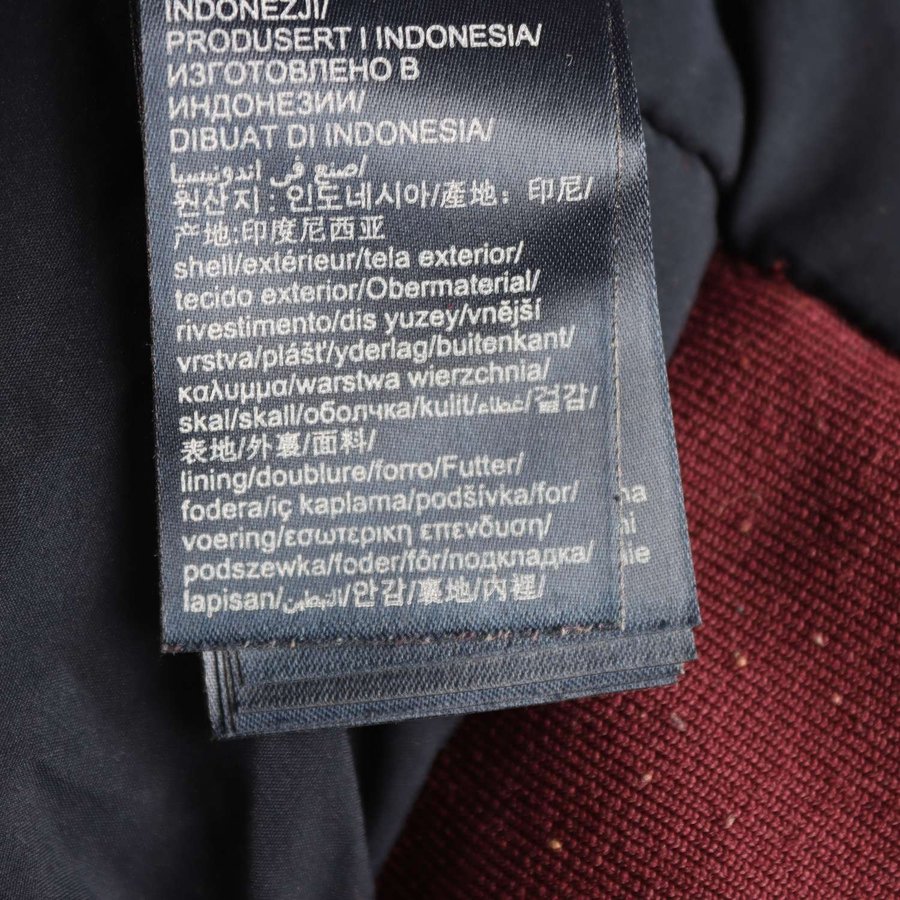 INDONEZJI/
PRODUSERT I INDONESIA/
ИЗГОТОВЛЕНО В
ИНДОНЕЗИИ/
DIBUAT DI INDONESIA/
صنع في اندونيسيا/
원산지 : 인도네시아/產地：印尼/
产地:印度尼西亚
shell/extérieur/tela exterior/
tecido exterior/Obermaterial/
rivestimento/dis yuzey/vnější
vrstva/plášť/yderlag/buitenkant/
καλυμμα/warstwa wierzchnia/
skal/skall/оболчка/kulit/غطاء/겉감/
表地/外裏/面料/
lining/doublure/forro/Futter/
fodera/iç kaplama/podšívka/for/
voering/εσωτερικη επενδυση/
podszewka/foder/fôr/подкладка/
lapisan/التبطين/안감/裏地/內裡/